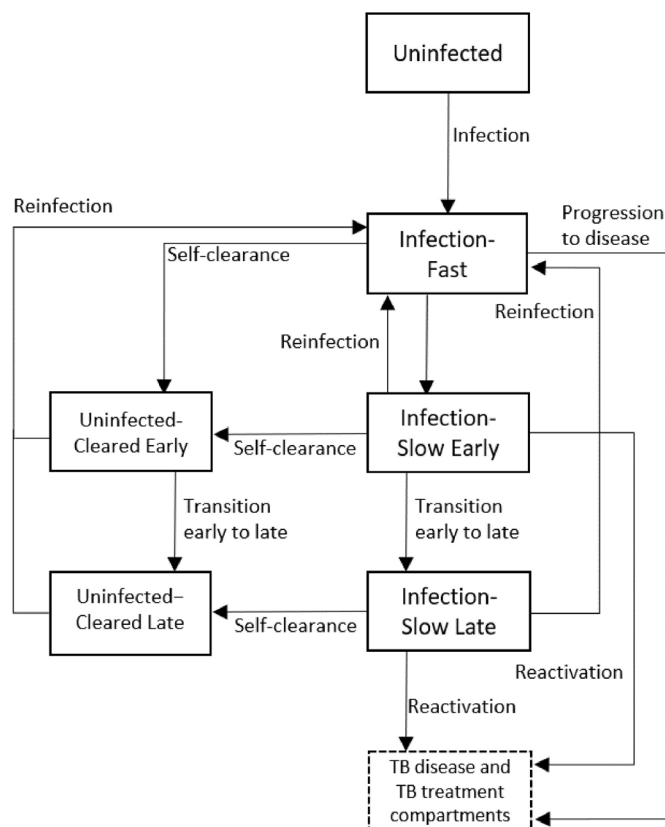 Uninfected
Infection
Reinfection
Infection-
Fast
Progression
to disease
Self-clearance
Reinfection
Reinfection
Uninfected-
Cleared Early
Infection-
Slow Early
Self-clearance
Transition
early to late
Transition
early to late
Uninfected–
Cleared Late
Infection-
Slow Late
Self-clearance
Reactivation
Reactivation
TB disease and
TB treatment
compartments